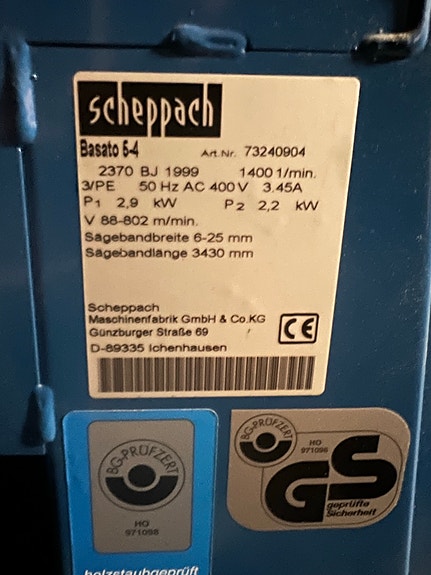 scheppach
Basato 5-4 Art.Nr. 73240904
2370 BJ 1999 1400 1/min.
3/PE 50 Hz AC 400 V 3.45A
P1 2,9 kW P2 2,2 kW
V 88-802 m/min.
Sägebandbreite 6-25 mm
Sägebandlänge 3430 mm
Scheppach
Maschinenfabrik GmbH & Co.KG
Günzburger Straße 69
D-89335 Ichenhausen
CE
BG-PRÜFZERT
HO
971098
holzstaubgeprüft
BG-PRÜFZERT
HO
971098
GS
geprüfte
Sicherheit